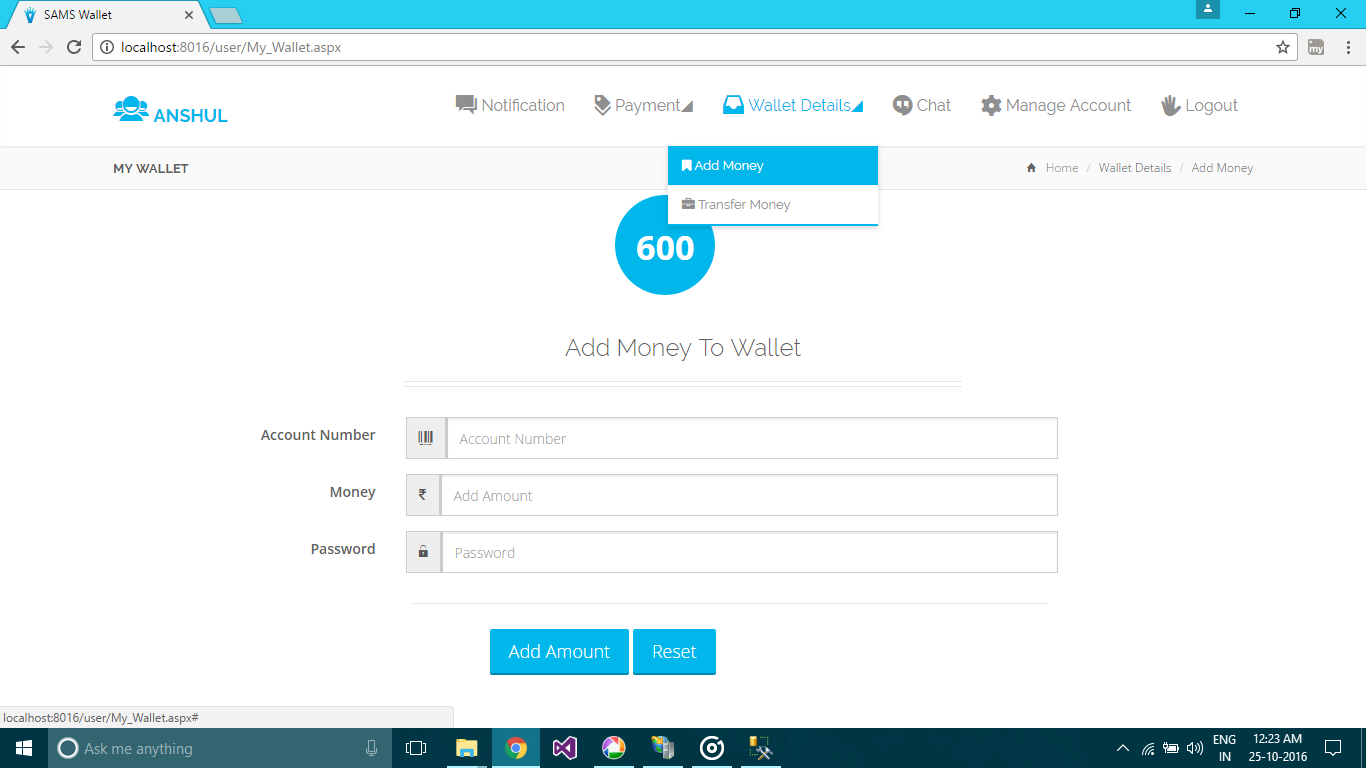 SAMS Wallet
localhost:8016/user/My_Wallet.aspx
my
ANSHUL
Notification Payment Wallet Details Chat Manage Account Logout
MY WALLET
Add Money
Home / Wallet Details / Add Money
Transfer Money
600
Add Money To Wallet
Account Number Account Number
Money ₹ Add Amount
Password Password
Add Amount Reset
localhost:8016/user/My_Wallet.aspx#
Ask me anything
ENG
IN
12:23 AM
25-10-2016